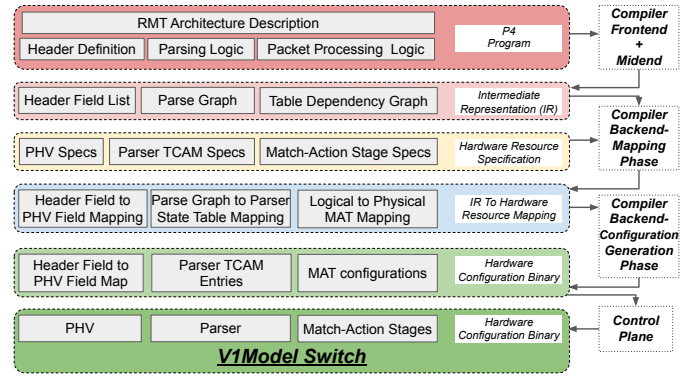 RMT Architecture Description
Header Definition
Parsing Logic
Packet Processing Logic
P4
Program
Compiler
Frontend
+
Midend
Header Field List
Parse Graph
Table Dependency Graph
Intermediate
Representation (IR)
PHV Specs
Parser TCAM Specs
Match-Action Stage Specs
Hardware Resource
Specification
Compiler
Backend-
Mapping
Phase
Header Field to
PHV Field Mapping
Parse Graph to Parser
State Table Mapping
Logical to Physical
MAT Mapping
IR To Hardware
Resource Mapping
Compiler
Backend-
Configuration
Generation
Phase
Header Field to
PHV Field Map
Parser TCAM
Entries
MAT configurations
Hardware
Configuration Binary
PHV
Parser
Match-Action Stages
Hardware
Configuration Binary
Control
Plane
V1Model Switch